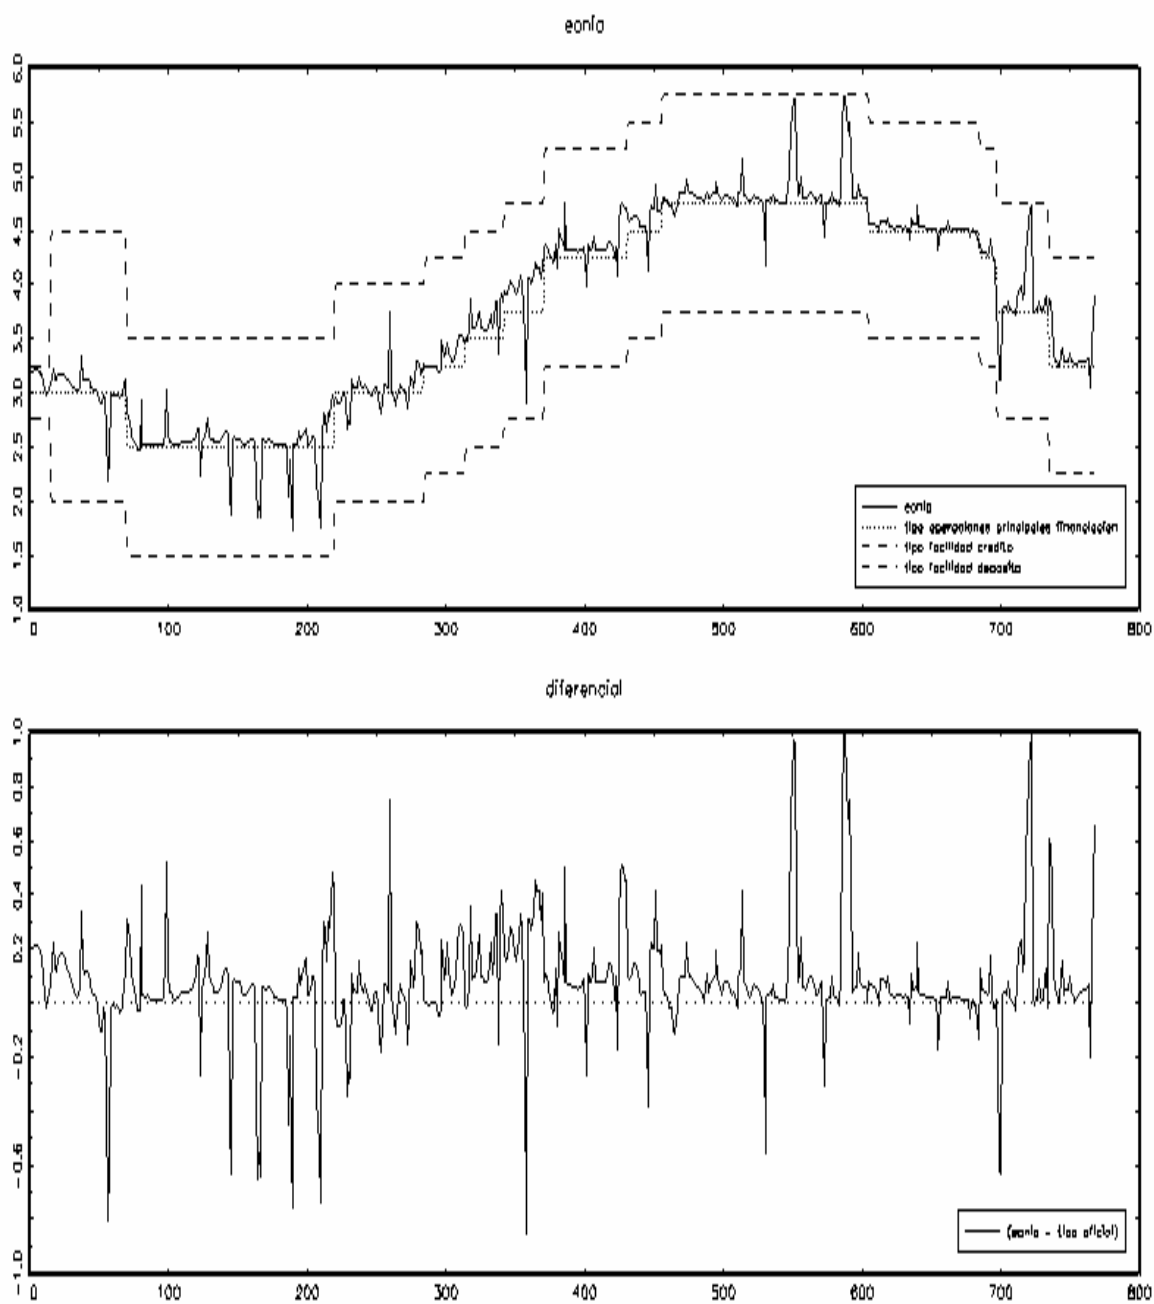 eonia
6.0
5.5
5.0
4.5
4.0
3.5
3.0
2.5
2.0
1.5
1.0
eonia
tipo operaciones principales financiacion
tipo facilidad credito
tipo facilidad deposito
0 100 200 300 400 500 600 700 800
diferencial
1.0
0.8
0.6
0.4
0.2
0.0
-0.2
-0.6
-1.0
(eonia - tipo oficial)
0 100 200 300 400 500 600 700 800